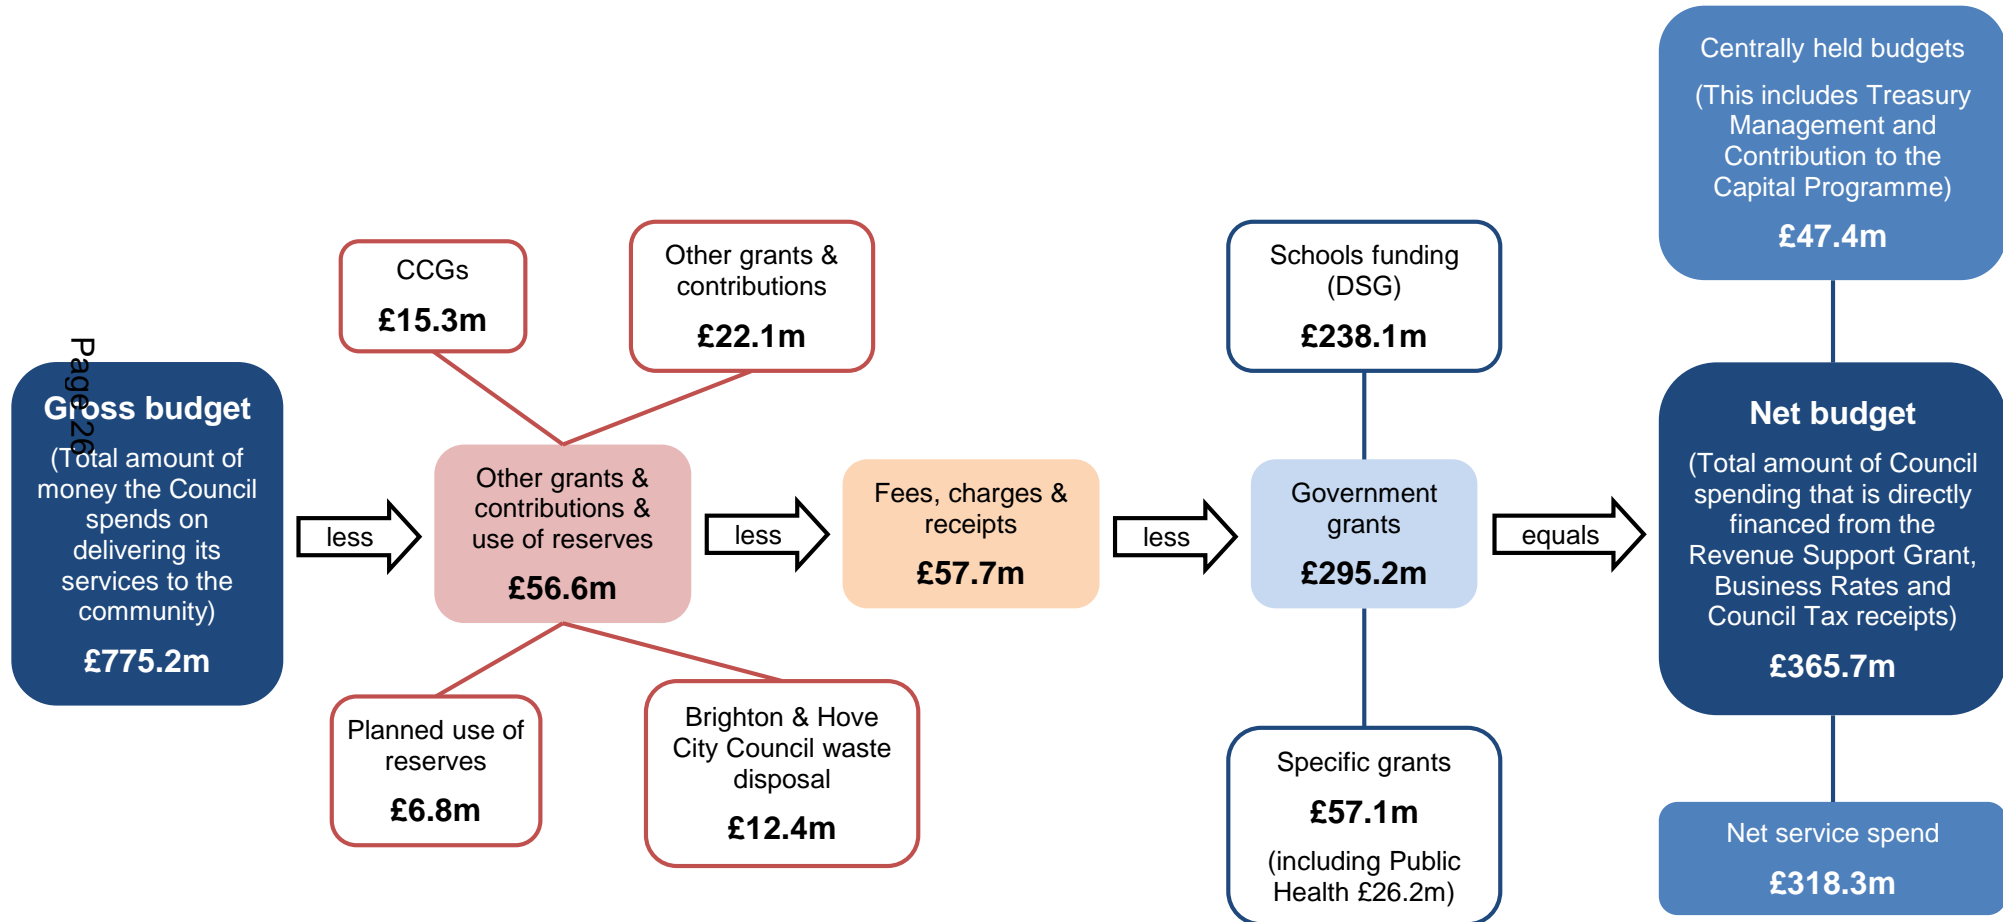 Page 26
Gross budget
(Total amount of
money the Council
spends on
delivering its
services to the
community)
£775.2m
less
CCGs
£15.3m
Other grants &
contributions
£22.1m
Other grants &
contributions &
use of reserves
£56.6m
Planned use of
reserves
£6.8m
Brighton & Hove
City Council waste
disposal
£12.4m
less
Fees, charges &
receipts
£57.7m
less
Schools funding
(DSG)
£238.1m
Government
grants
£295.2m
Specific grants
£57.1m
(including Public
Health £26.2m)
equals
Centrally held budgets
(This includes Treasury
Management and
Contribution to the
Capital Programme)
£47.4m
Net budget
(Total amount of Council
spending that is directly
financed from the
Revenue Support Grant,
Business Rates and
Council Tax receipts)
£365.7m
Net service spend
£318.3m